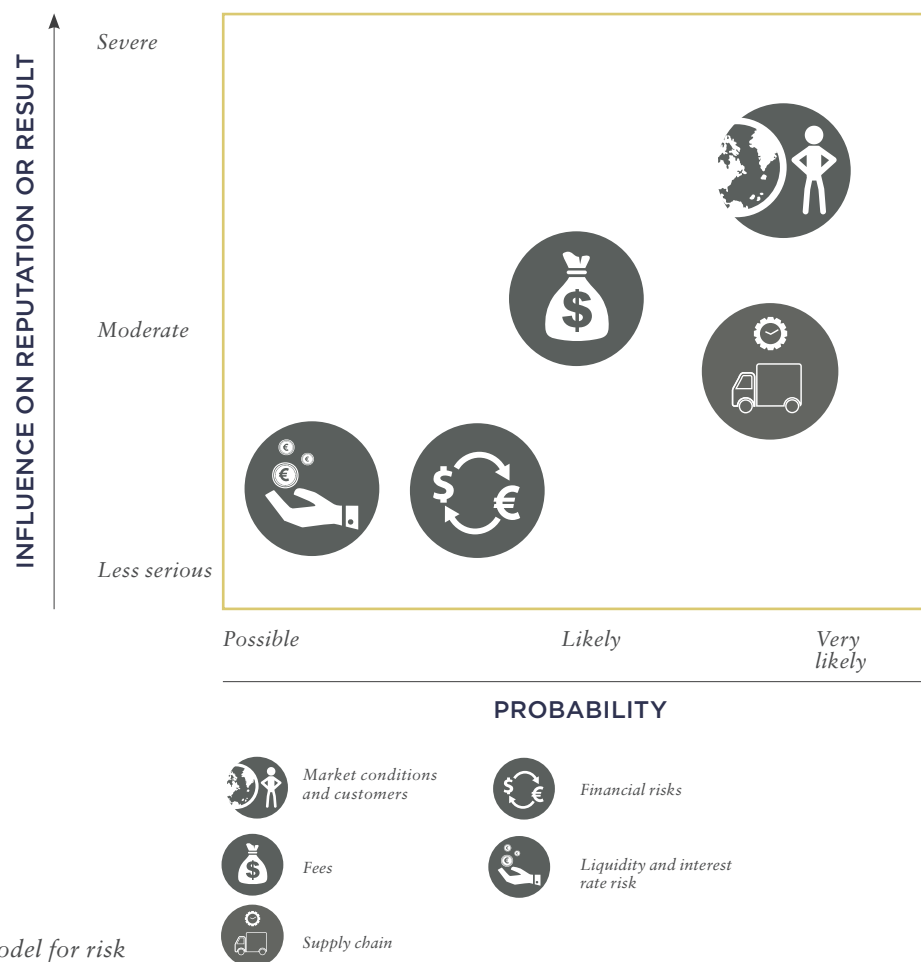 INFLUENCE ON REPUTATION OR RESULT
Severe
Moderate
Less serious
$
$
€
€
€
€
Possible
Likely
Very
likely
PROBABILITY
Market conditions
and customers
$
€
Financial risks
$
Fees
€
Liquidity and interest
rate risk
Supply chain
odel for risk